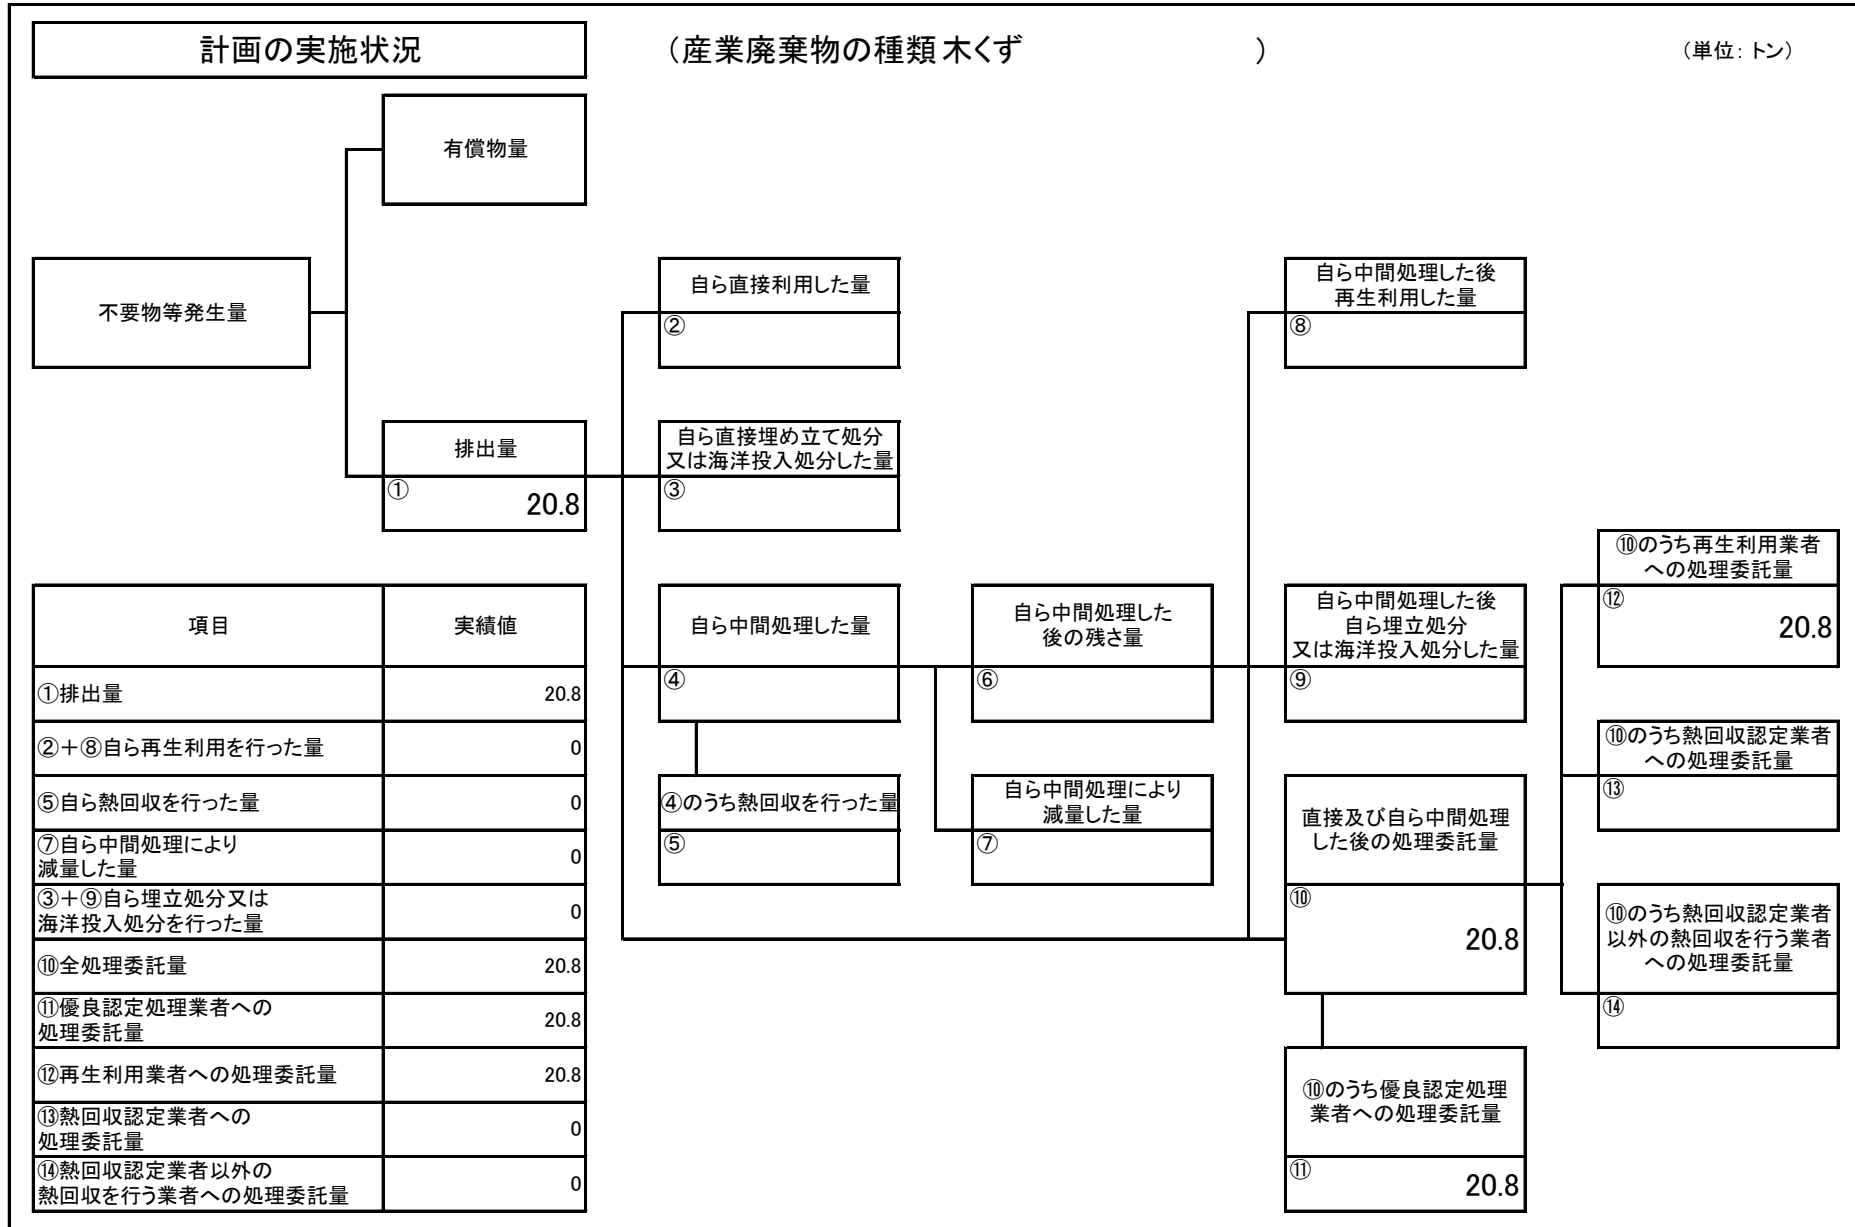 計画の実施状況
（産業廃棄物の種類 木くず　　　　　　　）
（単位：トン）
有償物量
不要物等発生量
自ら直接利用した量
②
自ら中間処理した後
再生利用した量
⑧
排出量
①
20.8
自ら直接埋め立て処分
又は海洋投入処分した量
③
⑩のうち再生利用業者
への処理委託量
⑫
20.8
項目
実績値
①排出量
20.8
②＋⑧自ら再生利用を行った量
0
⑤自ら熱回収を行った量
0
⑦自ら中間処理により
減量した量
0
③＋⑨自ら埋立処分又は
海洋投入処分を行った量
0
⑩全処理委託量
20.8
⑪優良認定処理業者への
処理委託量
20.8
⑫再生利用業者への処理委託量
20.8
⑬熱回収認定業者への
処理委託量
0
⑭熱回収認定業者以外の
熱回収を行う業者への処理委託量
0
自ら中間処理した量
④
自ら中間処理した
後の残さ量
⑥
自ら中間処理した後
自ら埋立処分
又は海洋投入処分した量
⑨
④のうち熱回収を行った量
⑤
自ら中間処理により
減量した量
⑦
直接及び自ら中間処理
した後の処理委託量
⑩
20.8
⑩のうち熱回収認定業者
への処理委託量
⑬
⑩のうち熱回収認定業者
以外の熱回収を行う業者
への処理委託量
⑭
⑩のうち優良認定処理
業者への処理委託量
⑪
20.8